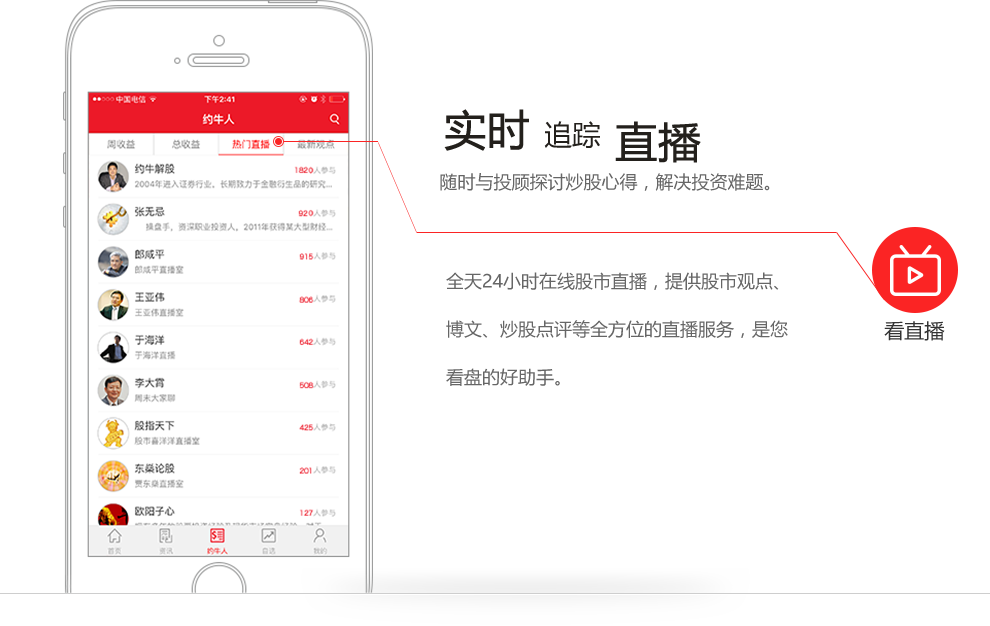 中国电信 下午2:41
约牛人
周收益 总收益 热门直播 最新观点
约牛解股 1820人参与
2004年进入证券行业，长期致力于金融衍生品的研究...
张无忌 920人参与
操盘手，资深职业投资人，2011年获得某大型财经...
郎咸平 915人参与
郎咸平直播室
王亚伟 806人参与
王亚伟直播室
于海洋 642人参与
于海洋直播
李大霄 508人参与
周末大家聊
股指天下 425人参与
股市喜洋洋直播室
东燊论股 201人参与
贾东燊直播室
欧阳子心 127人参与
首页 资讯 约牛人 自选 我的
实时 追踪 直播
随时与投顾探讨炒股心得，解决投资难题。
全天24小时在线股市直播，提供股市观点、
博文、炒股点评等全方位的直播服务，是您
看盘的好助手。
看直播